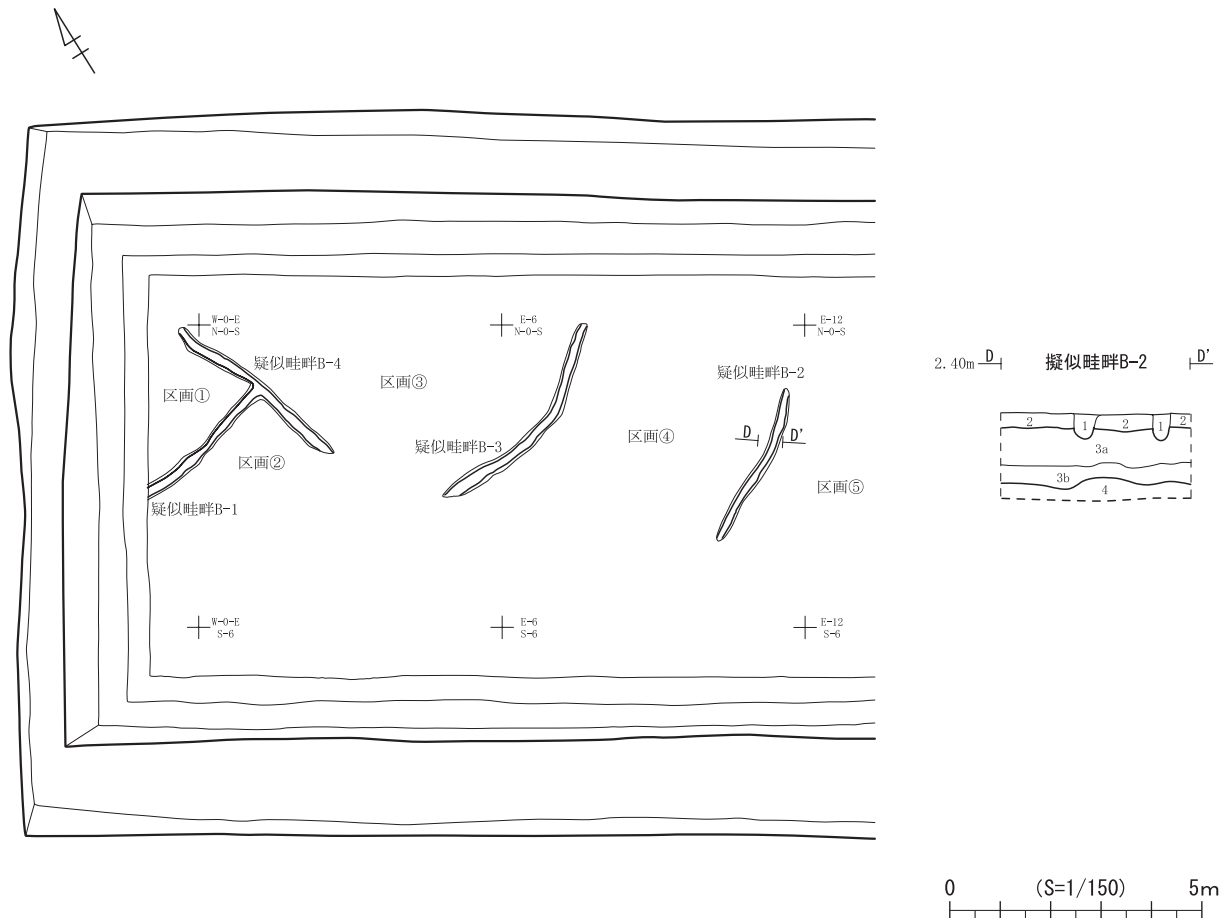 W-0-E
N-0-S
E-6
N-0-S
E-12
N-0-S
疑似畦畔B-4
区画①
区画③
疑似畦畔B-2
疑似畦畔B-3
区画④
D
D'
区画②
区画⑤
疑似畦畔B-1
W-0-E
S-6
E-6
S-6
E-12
S-6
2.40m D 擬似畦畔B-2 D'
2 1 2 1 2
3a
3b
4
0 (S=1/150) 5m